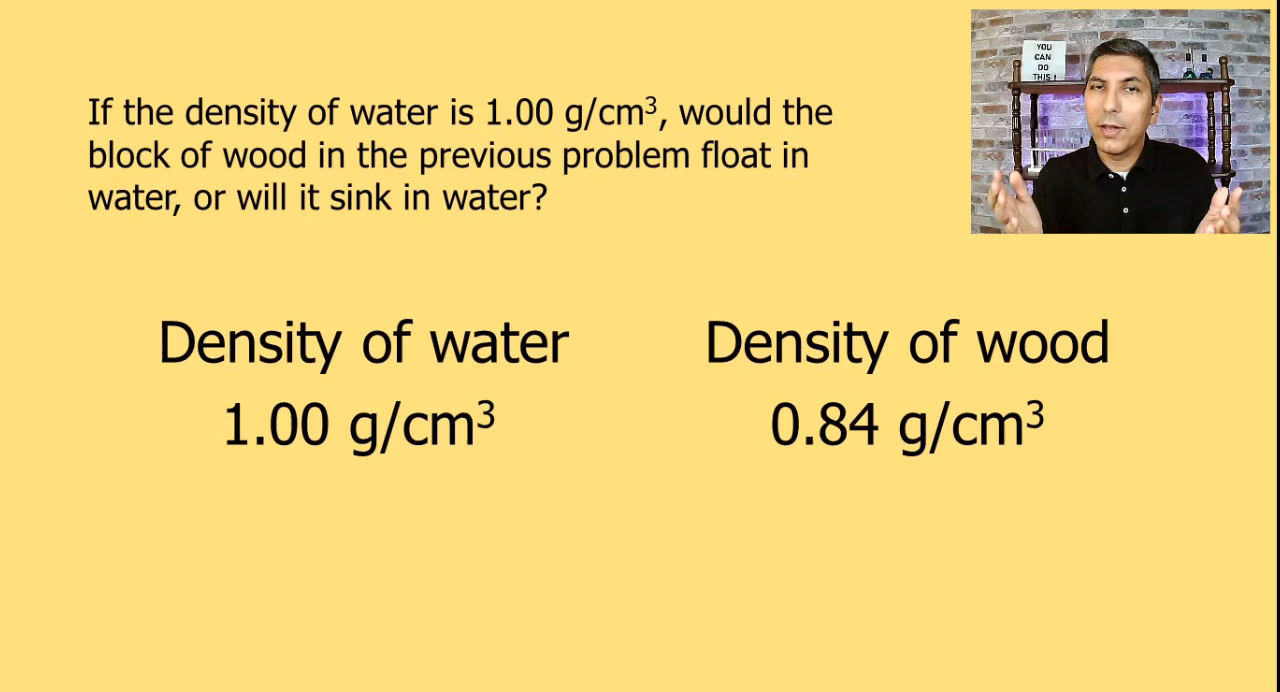 If the density of water is 1.00 g/cm³, would the
block of wood in the previous problem float in
water, or will it sink in water?
YOU
CAN
DO
THIS !
Density of water
Density of wood
1.00 g/cm³
0.84 g/cm³